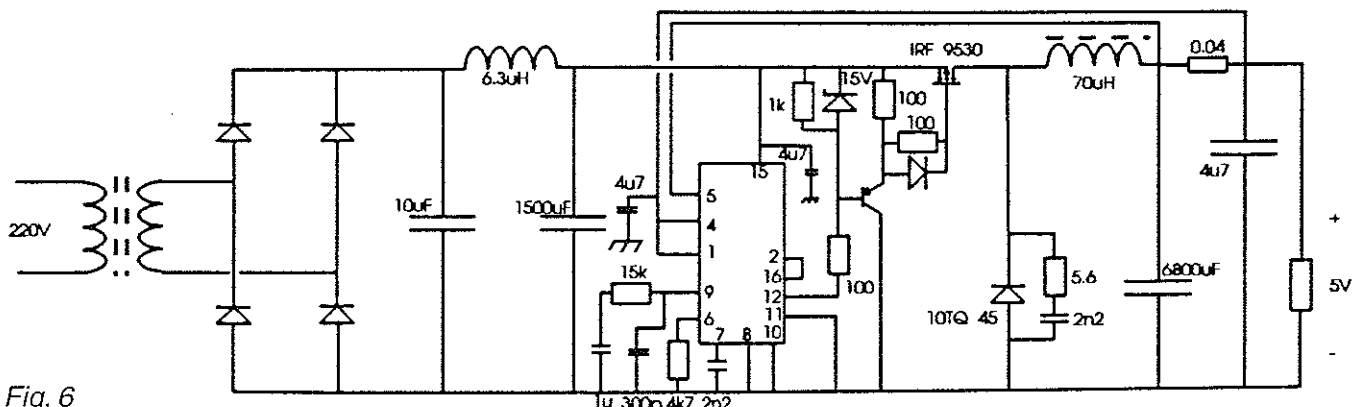 IRF 9530
0.04
6.3uH
15V
70uH
1k
100
100
4u7
15
4u7
4u7
5
10uF
1500uF
4
220V
1
2
+
15k
16
100
5.6
6800uF
9
12
5V
6
11
10TQ 45
2n2
7
8
10
-
Fig. 6
1u 300p 4k7 2n2